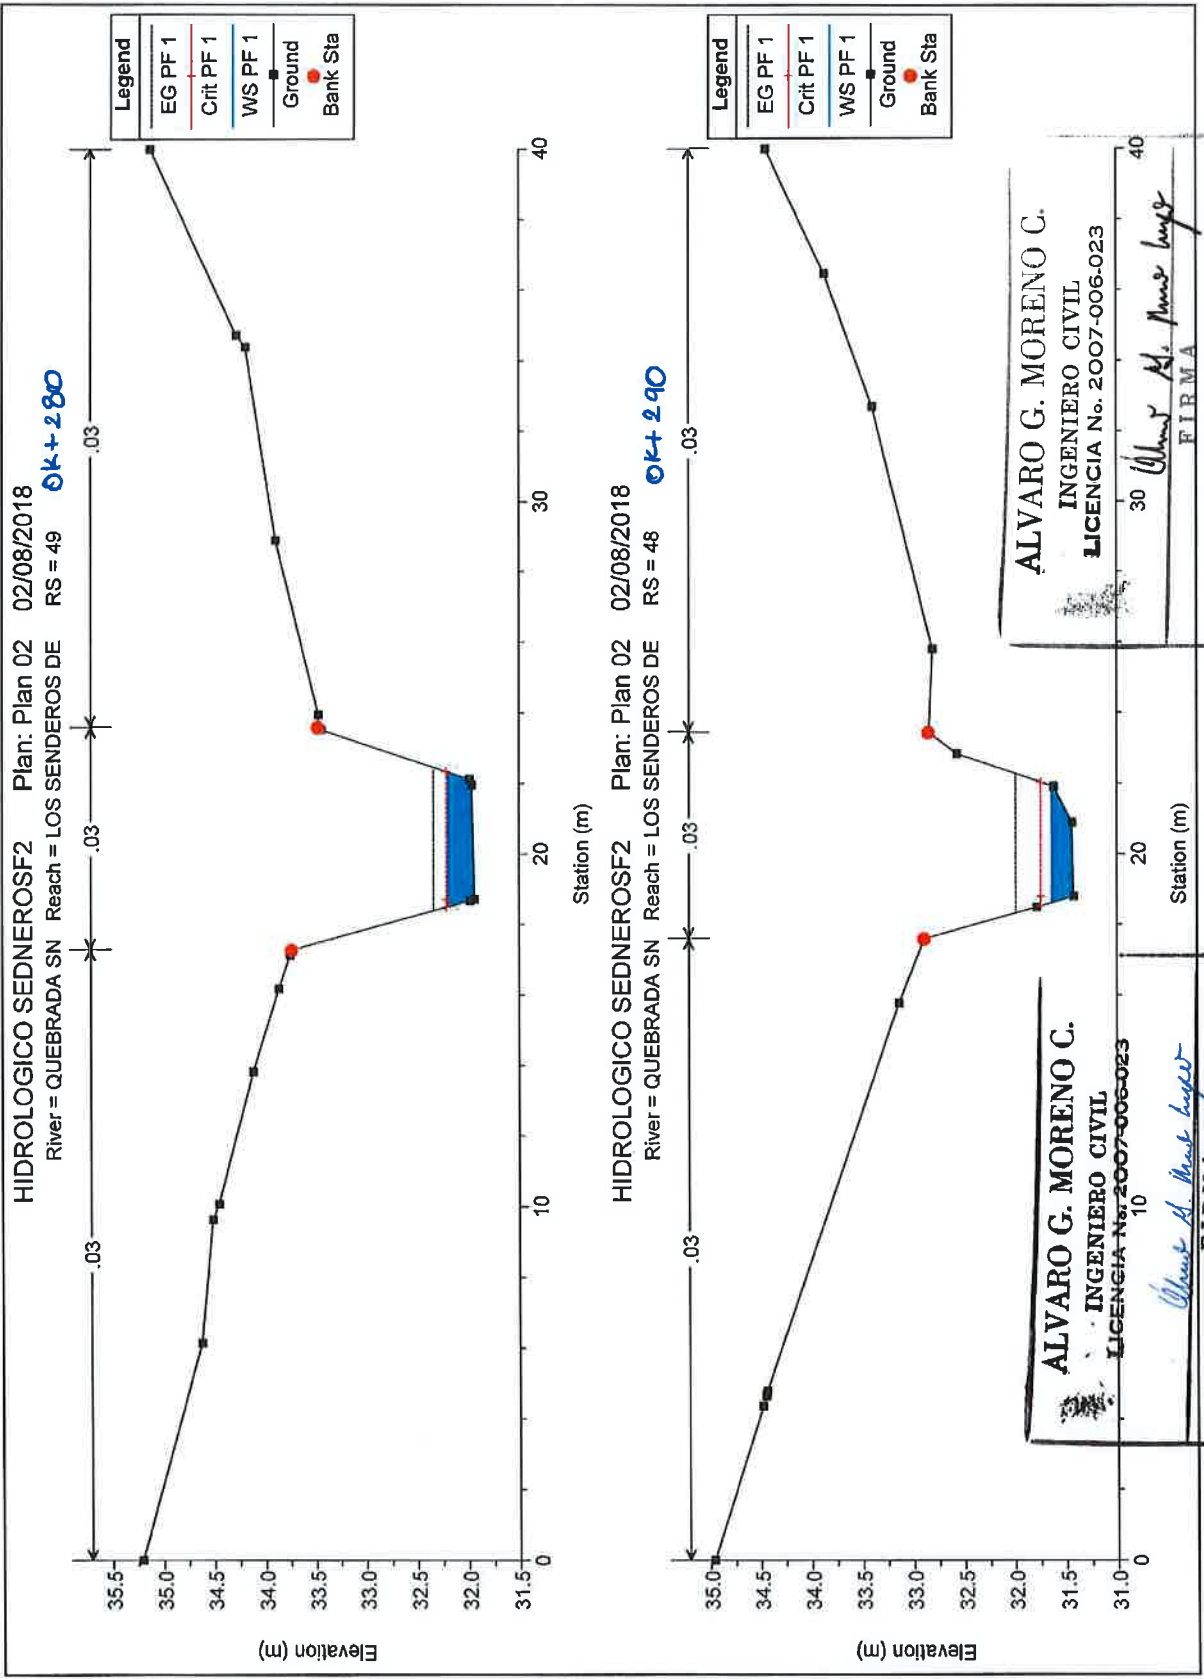 HIDROLOGICO SEDNEROSF2 Plan: Plan 02 02/08/2018
River = QUEBRADA SN Reach = LOS SENDEROS DE RS = 49 0k+280
.03
.03
.03
Legend
EG PF 1
Crit PF 1
WS PF 1
Ground
Bank Sta
Elevation (m)
35.5
35.0
34.5
34.0
33.5
33.0
32.5
32.0
31.5
0
10
20
30
40
Station (m)
HIDROLOGICO SEDNEROSF2 Plan: Plan 02 02/08/2018
River = QUEBRADA SN Reach = LOS SENDEROS DE RS = 48 0k+290
.03
.03
.03
Legend
EG PF 1
Crit PF 1
WS PF 1
Ground
Bank Sta
Elevation (m)
35.0
34.5
34.0
33.5
33.0
32.5
32.0
31.5
31.0
0
10
20
30
40
Station (m)
ALVARO G. MORENO C.
INGENIERO CIVIL
LICENCIA No. 2007-006-023
ALVARO G. MORENO C.
INGENIERO CIVIL
LICENCIA No. 2007-006-023
FIRMA